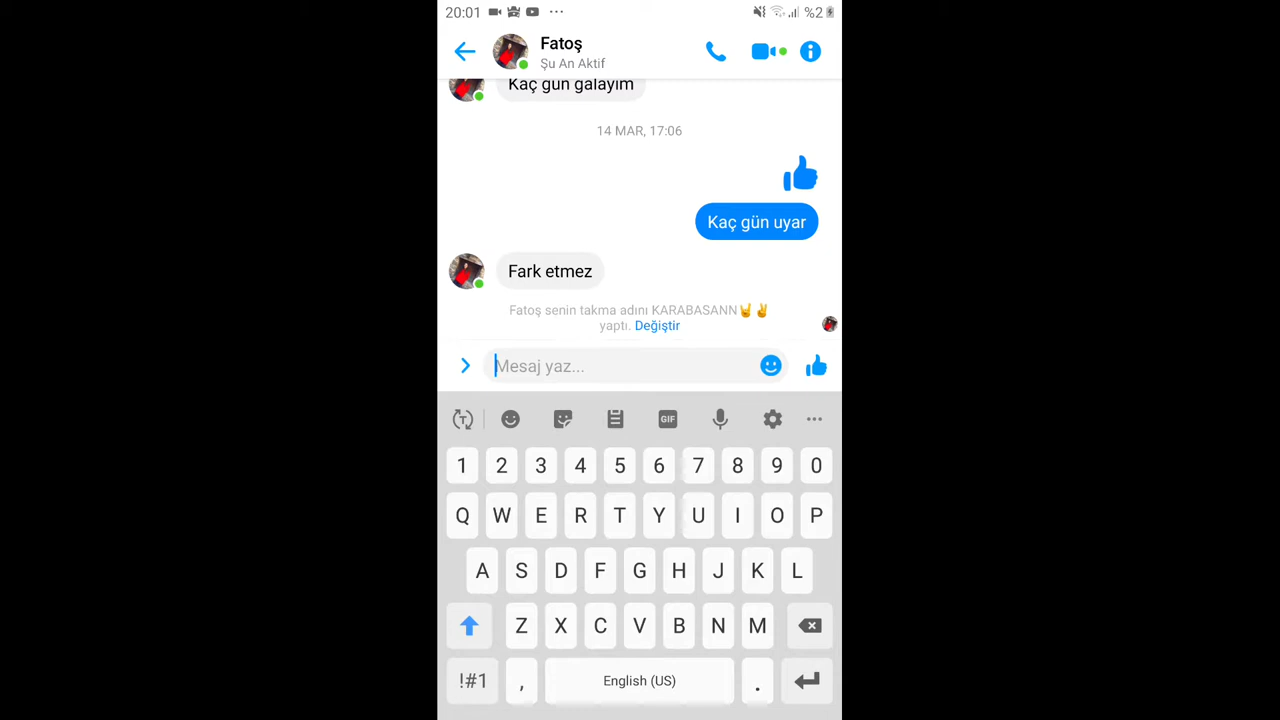 20:01 %2
Fatoş
Şu An Aktif
Kaç gün galayım
14 MAR, 17:06
Kaç gün uyar
Fark etmez
Fatoş senin takma adını KARABASANN🤘✌
yaptı. Değiştir
Mesaj yaz...
GIF
1 2 3 4 5 6 7 8 9 0
Q W E R T Y U I O P
A S D F G H J K L
Z X C V B N M
!#1 , English (US) .